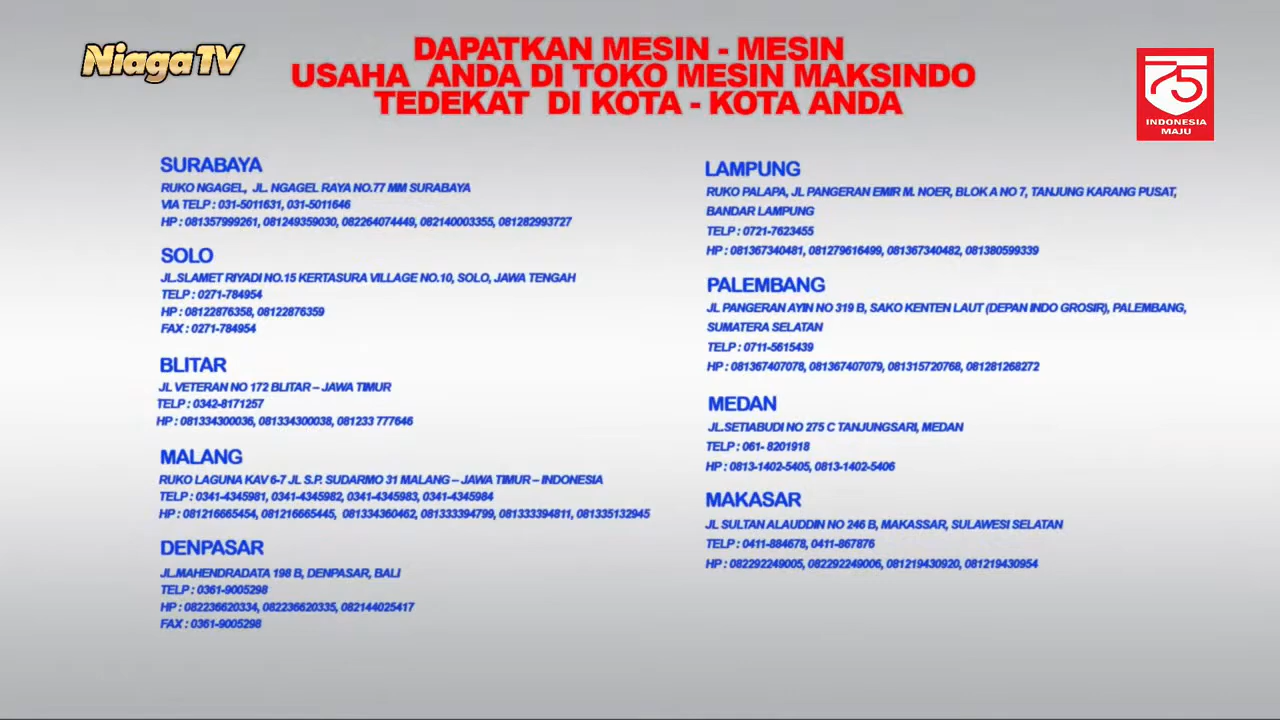 NiagaTV
DAPATKAN MESIN - MESIN
USAHA ANDA DI TOKO MESIN MAKSINDO
TEDEKAT DI KOTA - KOTA ANDA
75
INDONESIA
MAJU
SURABAYA
RUKO NGAGEL, JL. NGAGEL RAYA NO.77 MM SURABAYA
VIA TELP : 031-5011631, 031-5011646
HP : 081357999261, 081249359030, 082264074449, 082140003355, 081282993727
SOLO
JL.SLAMET RIYADI NO.15 KERTASURA VILLAGE NO.10, SOLO, JAWA TENGAH
TELP : 0271-784954
HP : 08122876358, 08122876359
FAX : 0271-784954
BLITAR
JL VETERAN NO 172 BLITAR – JAWA TIMUR
TELP : 0342-8171257
HP : 081334300036, 081334300038, 081233 777646
MALANG
RUKO LAGUNA KAV 6-7 JL S.P. SUDARMO 31 MALANG – JAWA TIMUR – INDONESIA
TELP : 0341-4345981, 0341-4345982, 0341-4345983, 0341-4345984
HP : 081216665454, 081216665445, 081334360462, 081333394799, 081333394811, 081335132945
DENPASAR
JL.MAHENDRADATA 198 B, DENPASAR, BALI
TELP : 0361-9005298
HP : 082236620334, 082236620335, 082144025417
FAX : 0361-9005298
LAMPUNG
RUKO PALAPA, JL PANGERAN EMIR M. NOER, BLOK A NO 7, TANJUNG KARANG PUSAT,
BANDAR LAMPUNG
TELP : 0721-7623455
HP : 081367340481, 081279616499, 081367340482, 081380599339
PALEMBANG
JL PANGERAN AYIN NO 319 B, SAKO KENTEN LAUT (DEPAN INDO GROSIR), PALEMBANG,
SUMATERA SELATAN
TELP : 0711-5615439
HP : 081367407078, 081367407079, 081315720768, 081281268272
MEDAN
JL.SETIABUDI NO 275 C TANJUNGSARI, MEDAN
TELP : 061- 8201918
HP : 0813-1402-5405, 0813-1402-5406
MAKASAR
JL SULTAN ALAUDDIN NO 246 B, MAKASSAR, SULAWESI SELATAN
TELP : 0411-884678, 0411-867876
HP : 082292249005, 082292249006, 081219430920, 081219430954